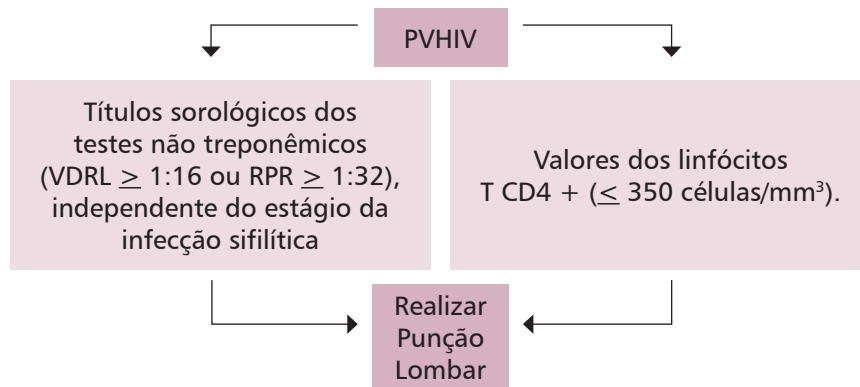 PVHIV
Títulos sorológicos dos
testes não treponêmicos
(VDRL ≥ 1:16 ou RPR ≥ 1:32),
independente do estágio da
infecção sifilítica
Valores dos linfócitos
T CD4 + (≤ 350 células/mm³).
Realizar
Punção
Lombar